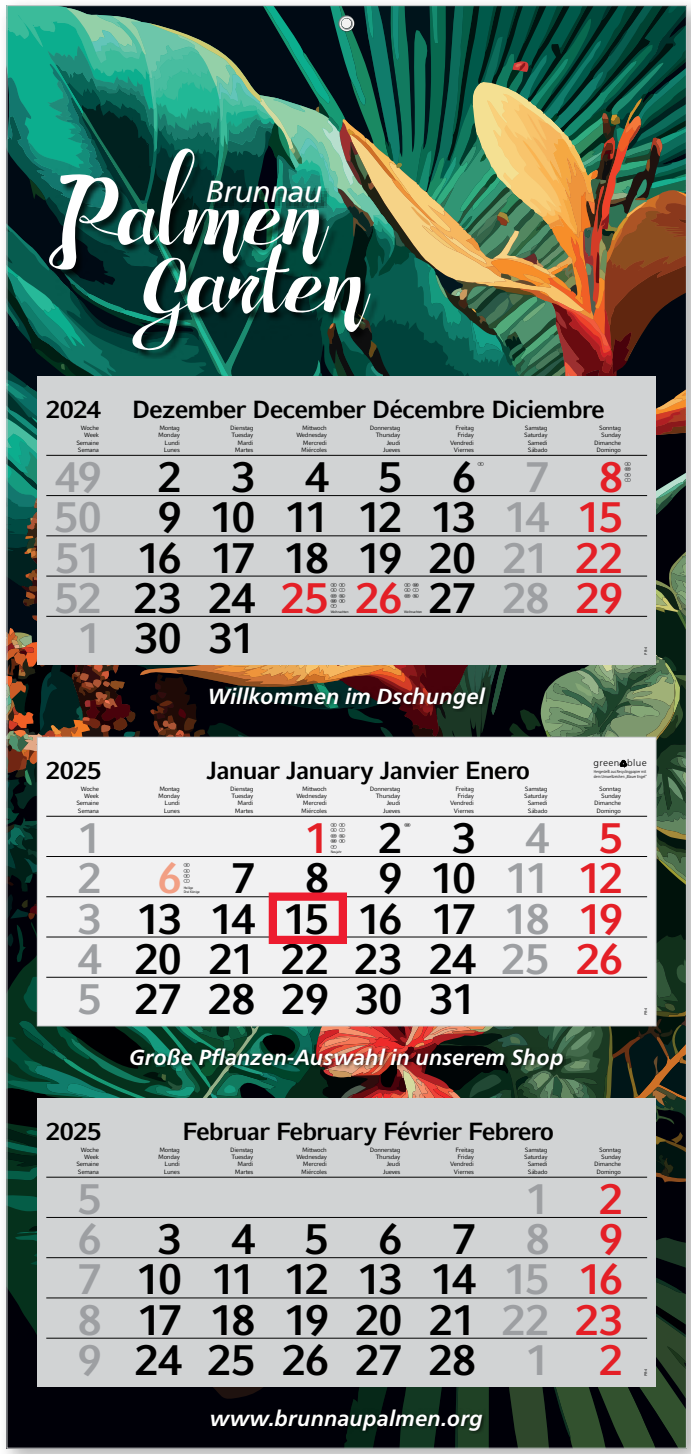 Brunnau
Palmen
Garten
2024 Dezember December Décembre Diciembre
Woche Montag Dienstag Mittwoch Donnerstag Freitag Samstag Sonntag
Week Monday Tuesday Wednesday Thursday Friday Saturday Sunday
Semaine Lundi Mardi Mercredi Jeudi Vendredi Samedi Dimanche
Semana Lunes Martes Miércoles Jueves Viernes Sábado Domingo
49 2 3 4 5 6 7 8
50 9 10 11 12 13 14 15
51 16 17 18 19 20 21 22
52 23 24 25 26 27 28 29
1 30 31
Willkommen im Dschungel
2025 Januar January Janvier Enero
green blue
Woche Montag Dienstag Mittwoch Donnerstag Freitag Samstag Sonntag
Week Monday Tuesday Wednesday Thursday Friday Saturday Sunday
Semaine Lundi Mardi Mercredi Jeudi Vendredi Samedi Dimanche
Semana Lunes Martes Miércoles Jueves Viernes Sábado Domingo
1 1 2 3 4 5
2 6 7 8 9 10 11 12
3 13 14 15 16 17 18 19
4 20 21 22 23 24 25 26
5 27 28 29 30 31
Große Pflanzen-Auswahl in unserem Shop
2025 Februar February Février Febrero
Woche Montag Dienstag Mittwoch Donnerstag Freitag Samstag Sonntag
Week Monday Tuesday Wednesday Thursday Friday Saturday Sunday
Semaine Lundi Mardi Mercredi Jeudi Vendredi Samedi Dimanche
Semana Lunes Martes Miércoles Jueves Viernes Sábado Domingo
5 1 2
6 3 4 5 6 7 8 9
7 10 11 12 13 14 15 16
8 17 18 19 20 21 22 23
9 24 25 26 27 28 1 2
www.brunnaupalmen.org